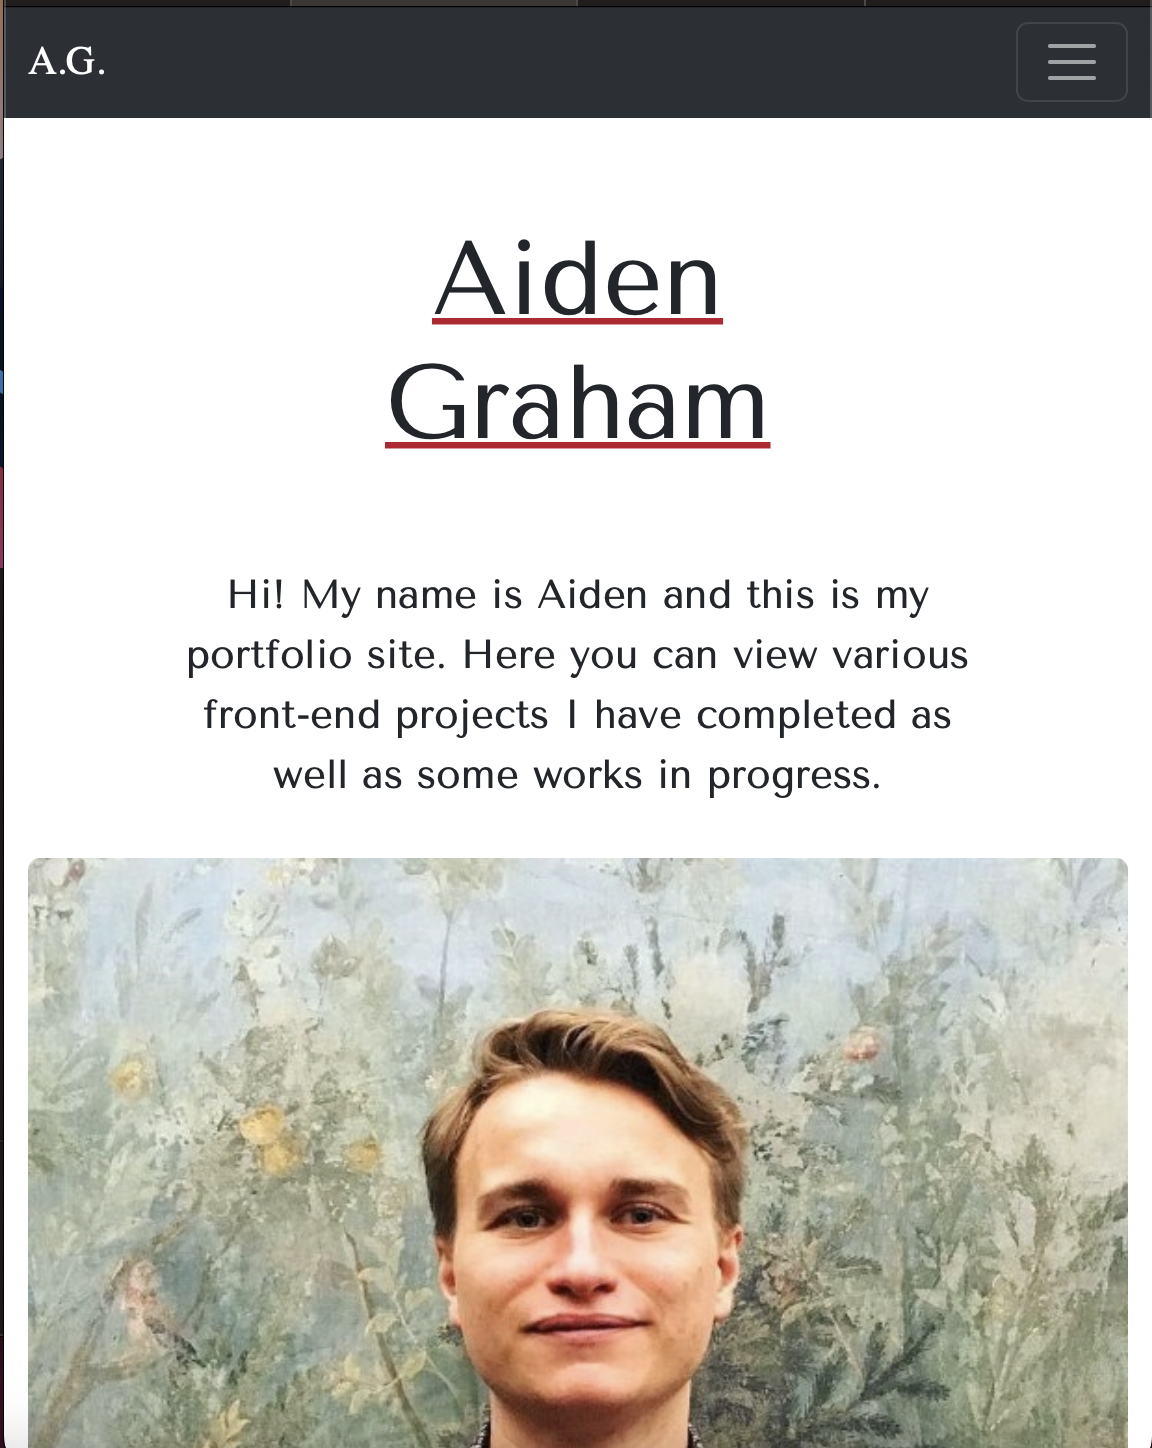 A.G.
Aiden
Graham
Hi! My name is Aiden and this is my
portfolio site. Here you can view various
front-end projects I have completed as
well as some works in progress.